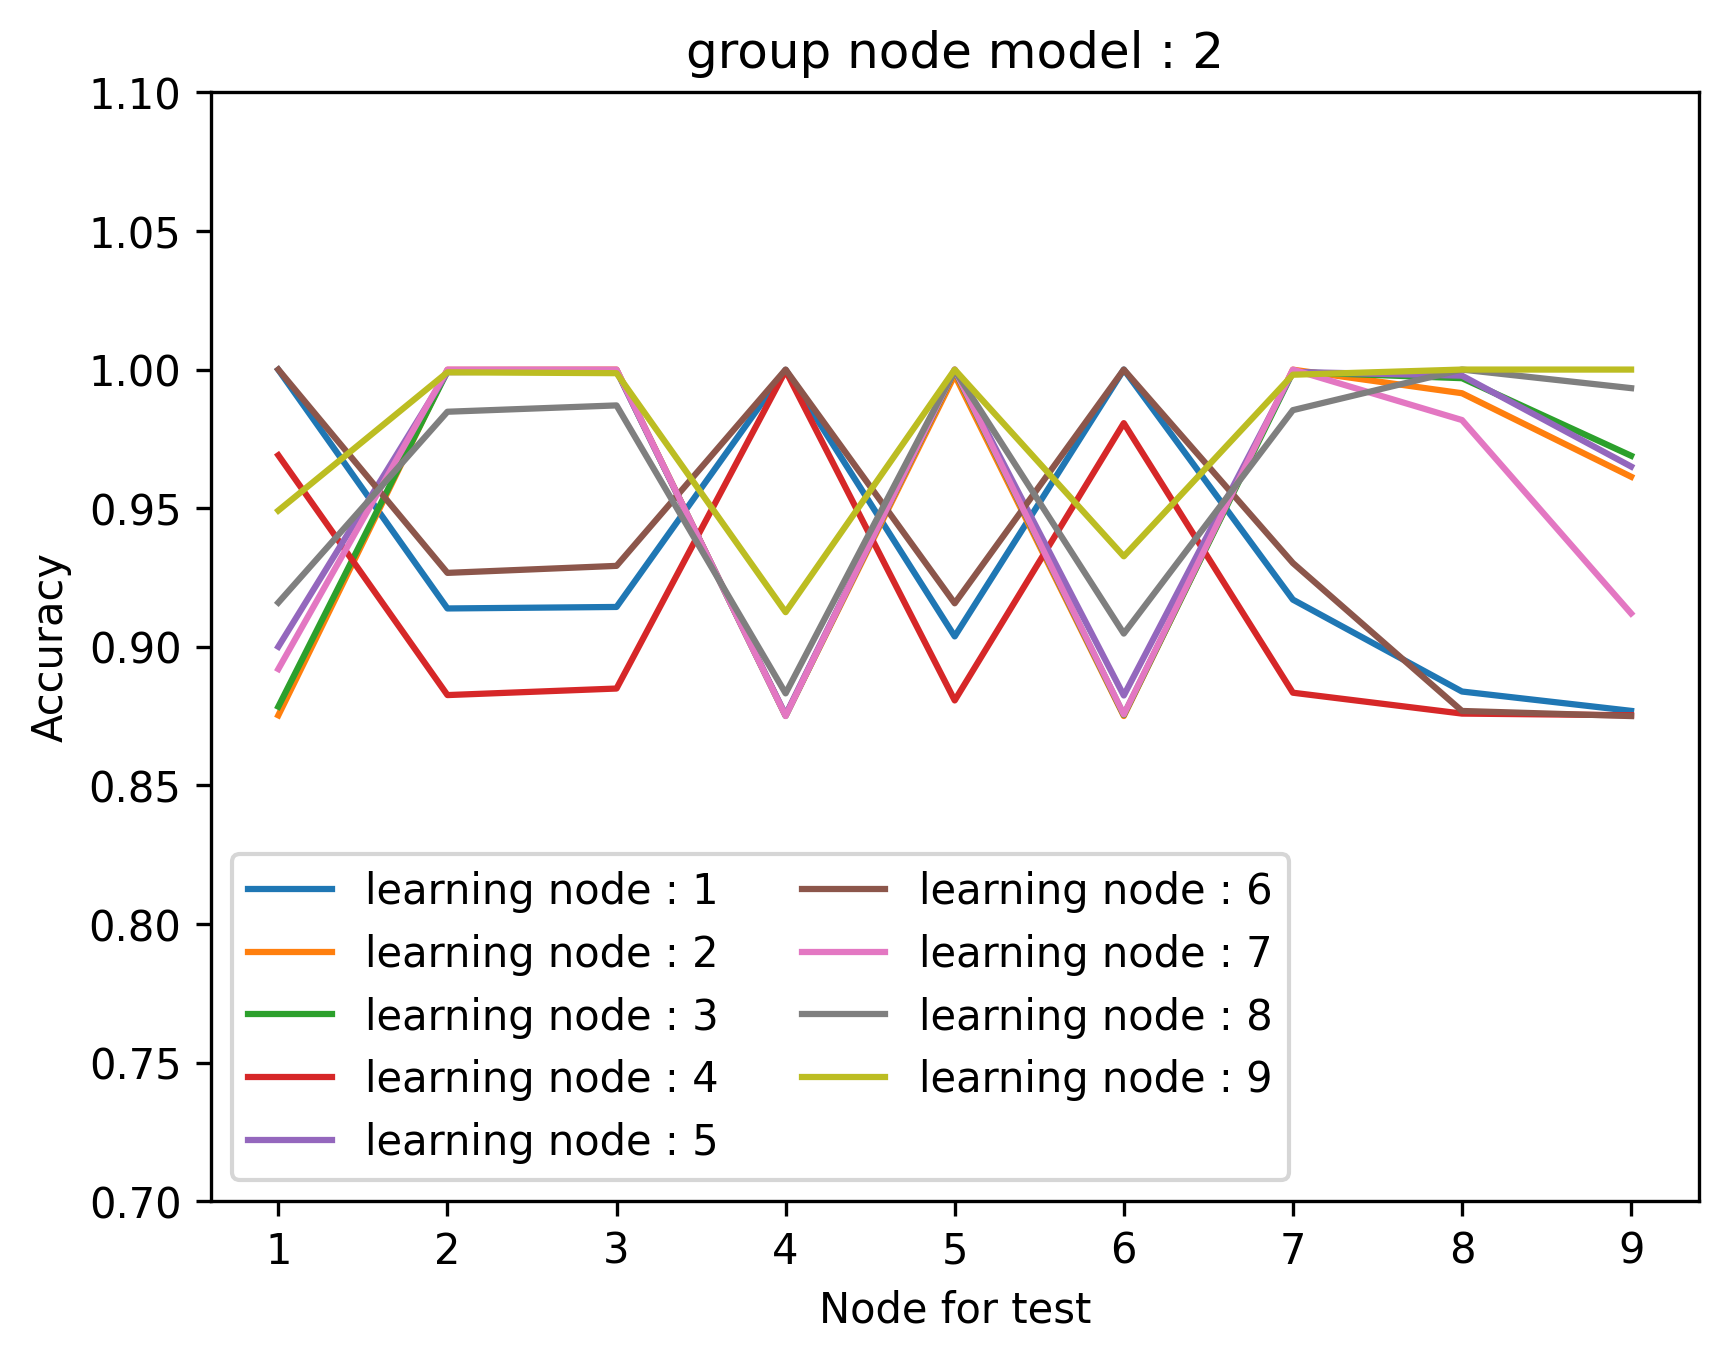 group node model : 2
1.10
1.05
1.00
0.95
0.90
0.85
0.80
0.75
0.70
Accuracy
learning node : 1
learning node : 2
learning node : 3
learning node : 4
learning node : 5
learning node : 6
learning node : 7
learning node : 8
learning node : 9
1 2 3 4 5 6 7 8 9
Node for test